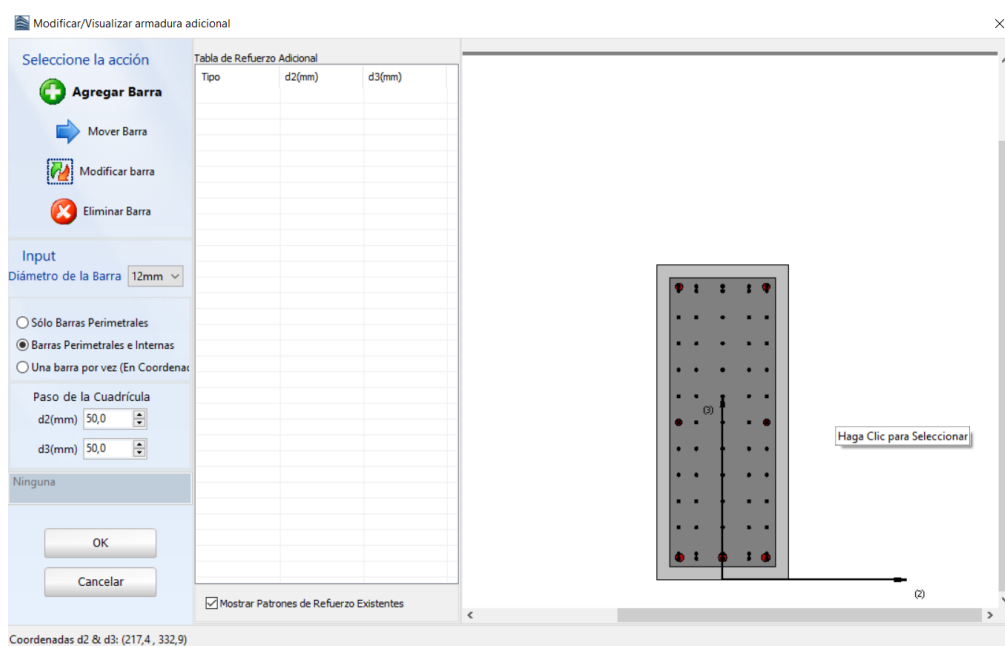 Modificar/Visualizar armadura adicional
Seleccione la acción
Agregar Barra
Mover Barra
Modificar barra
Eliminar Barra
Input
Diámetro de la Barra 12mm
Sólo Barras Perimetrales
Barras Perimetrales e Internas
Una barra por vez (En Coordenac
Paso de la Cuadrícula
d2(mm) 50,0
d3(mm) 50,0
Ninguna
OK
Cancelar
Tabla de Refuerzo Adicional
Tipo d2(mm) d3(mm)
Mostrar Patrones de Refuerzo Existentes
(3)
Haga Clic para Seleccionar
(2)
Coordenadas d2 & d3: (217,4 , 332,9)